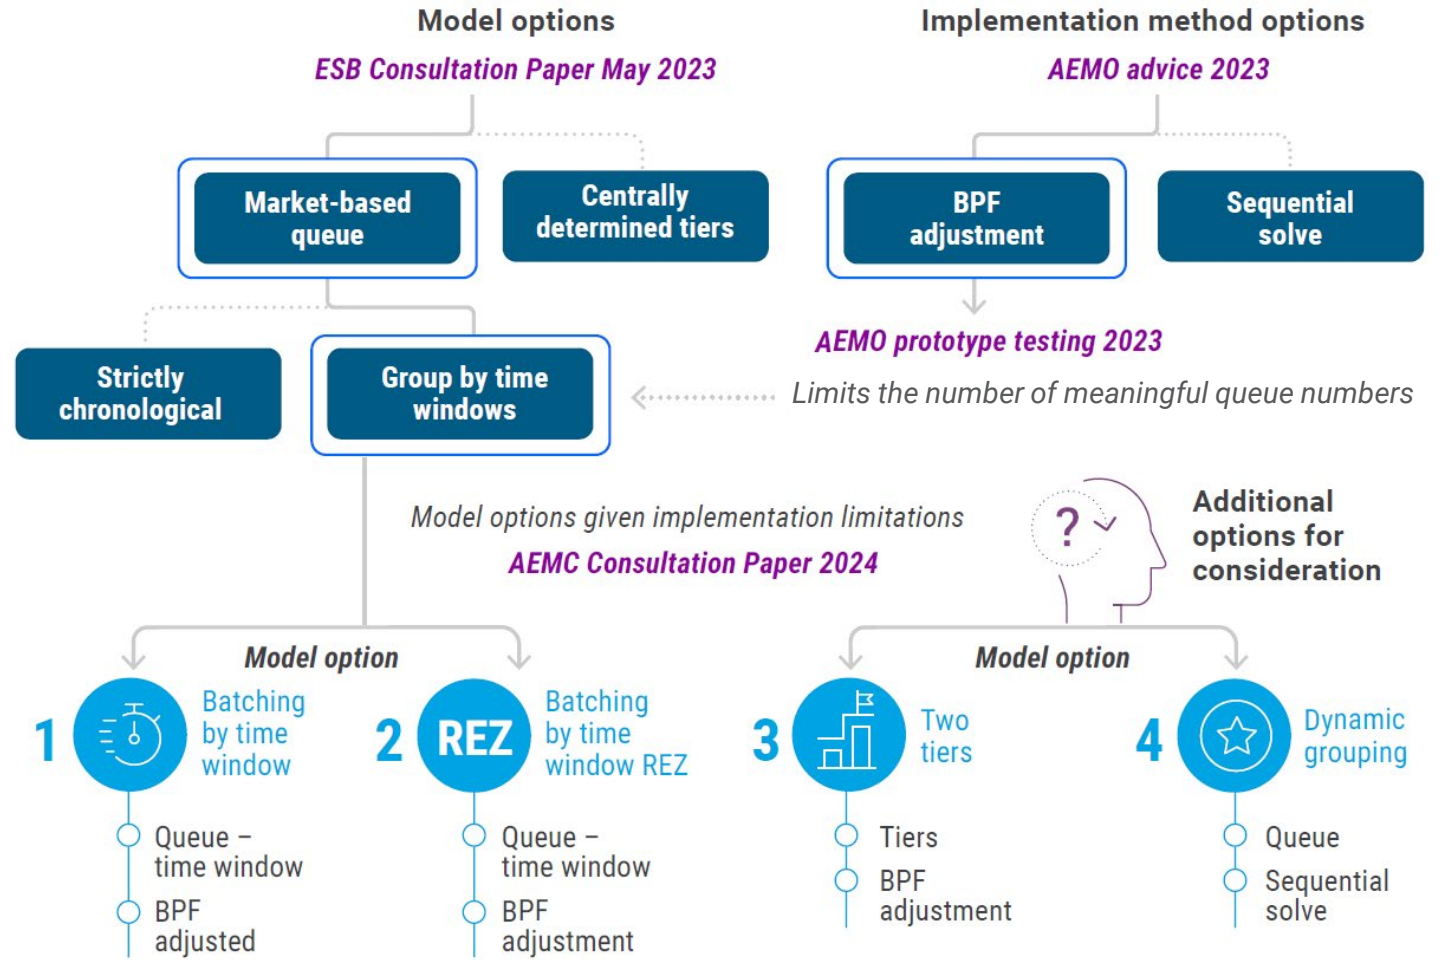 Model options
ESB Consultation Paper May 2023
Implementation method options
AEMO advice 2023
Market-based
queue
Centrally
determined tiers
BPF
adjustment
Sequential
solve
AEMO prototype testing 2023
Limits the number of meaningful queue numbers
Strictly
chronological
Group by time
windows
Model options given implementation limitations
AEMC Consultation Paper 2024
?
Additional
options for
consideration
Model option
1
Batching
by time
window
Queue –
time window
BPF
adjusted
2
REZ
Batching
by time
window REZ
Queue –
time window
BPF
adjustment
Model option
3
Two
tiers
Tiers
BPF
adjustment
4
Dynamic
grouping
Queue
Sequential
solve